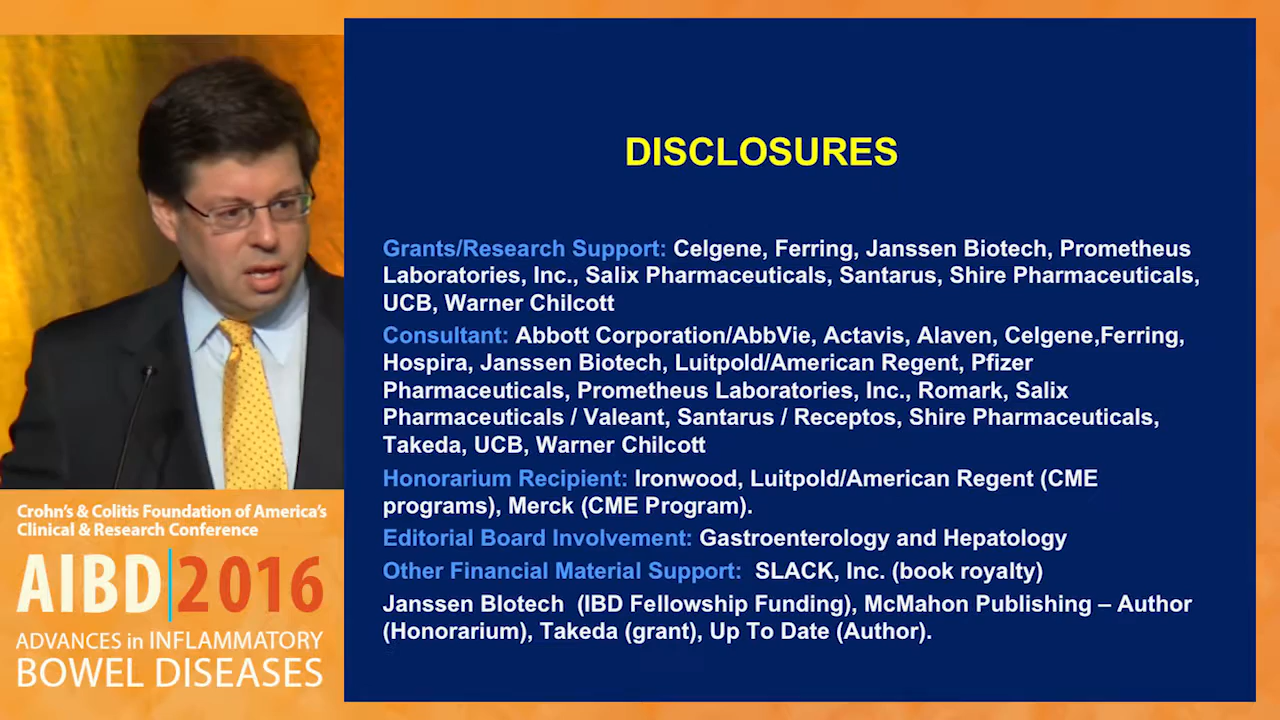 DISCLOSURES
Grants/Research Support: Celgene, Ferring, Janssen Biotech, Prometheus
Laboratories, Inc., Salix Pharmaceuticals, Santarus, Shire Pharmaceuticals,
UCB, Warner Chilcott
Consultant: Abbott Corporation/AbbVie, Actavis, Alaven, Celgene,Ferring,
Hospira, Janssen Biotech, Luitpold/American Regent, Pfizer
Pharmaceuticals, Prometheus Laboratories, Inc., Romark, Salix
Pharmaceuticals / Valeant, Santarus / Receptos, Shire Pharmaceuticals,
Takeda, UCB, Warner Chilcott
Honorarium Recipient: Ironwood, Luitpold/American Regent (CME
programs), Merck (CME Program).
Editorial Board Involvement: Gastroenterology and Hepatology
Other Financial Material Support: SLACK, Inc. (book royalty)
Janssen BIotech (IBD Fellowship Funding), McMahon Publishing – Author
(Honorarium), Takeda (grant), Up To Date (Author).
Crohn's & Colitis Foundation of America's
Clinical & Research Conference
AIBD 2016
ADVANCES in INFLAMMATORY
BOWEL DISEASES